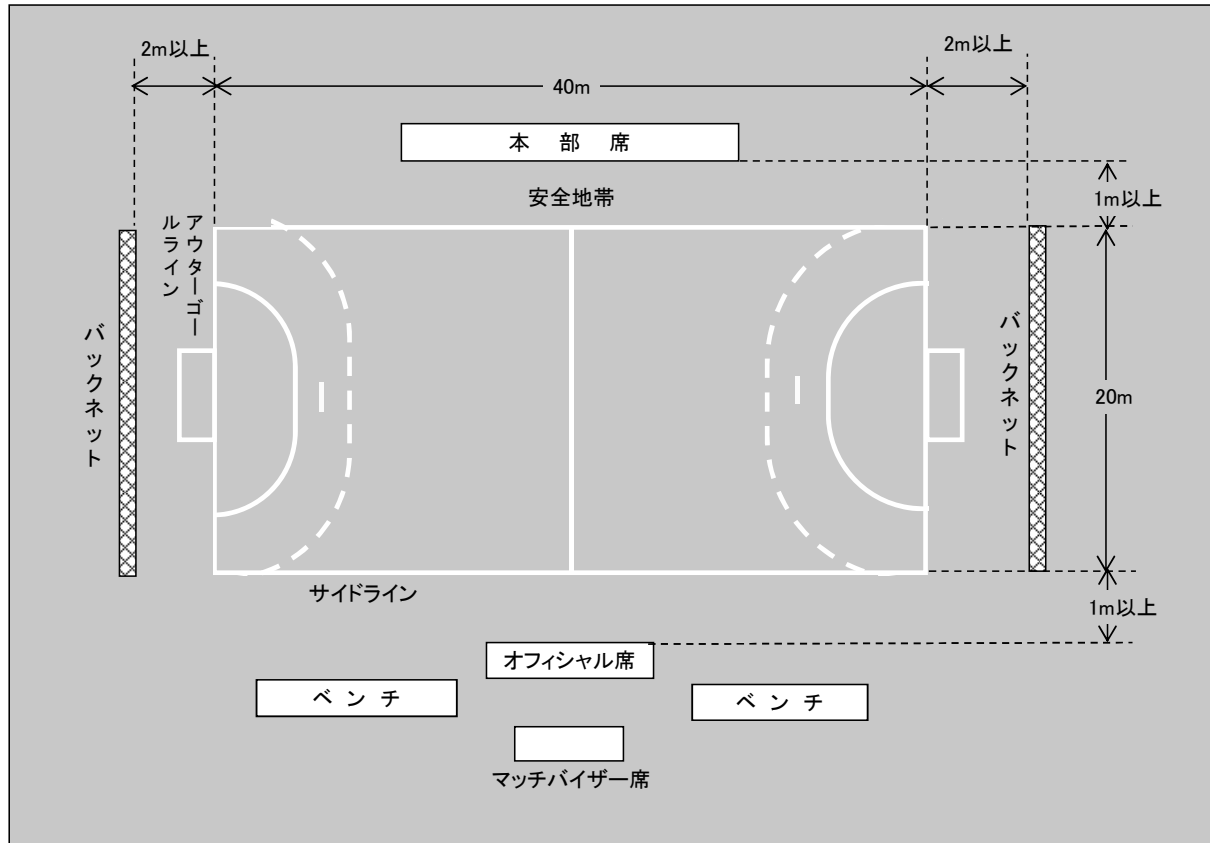 2m以上
2m以上
40m
本 部 席
安全地帯
1m以上
アウターゴー
ルライン
バックネット
バックネット
20m
サイドライン
1m以上
オフィシャル席
ベ ン チ
ベ ン チ
マッチバイザー席